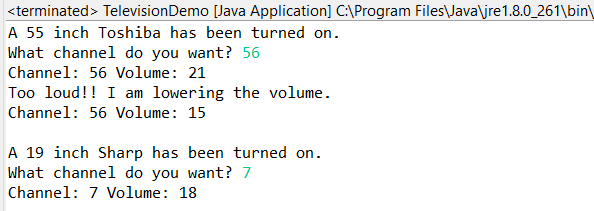 <terminated> TelevisionDemo [Java Application] C:\Program Files\Java\jre1.8.0_261\bin\
A 55 inch Toshiba has been turned on.
What channel do you want? 56
Channel: 56 Volume: 21
Too loud!! I am lowering the volume.
Channel: 56 Volume: 15
A 19 inch Sharp has been turned on.
What channel do you want? 7
Channel: 7 Volume: 18